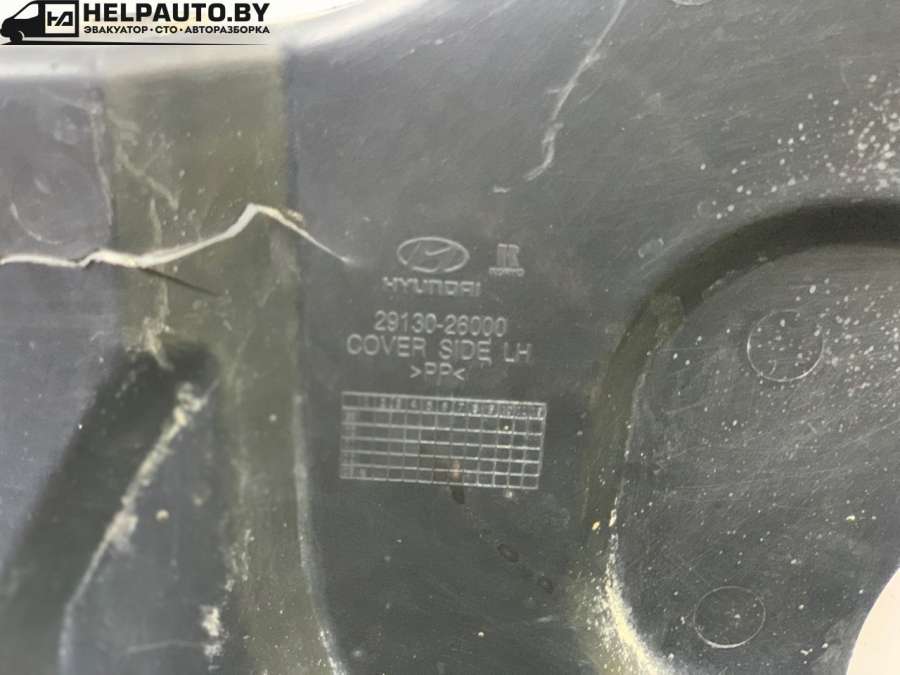 HELPAUTO.BY
ЭВАКУАТОР • СТО • АВТОРАЗБОРКА
HYUNDAI
29130-26000
COVER SIDE LH
>PP<